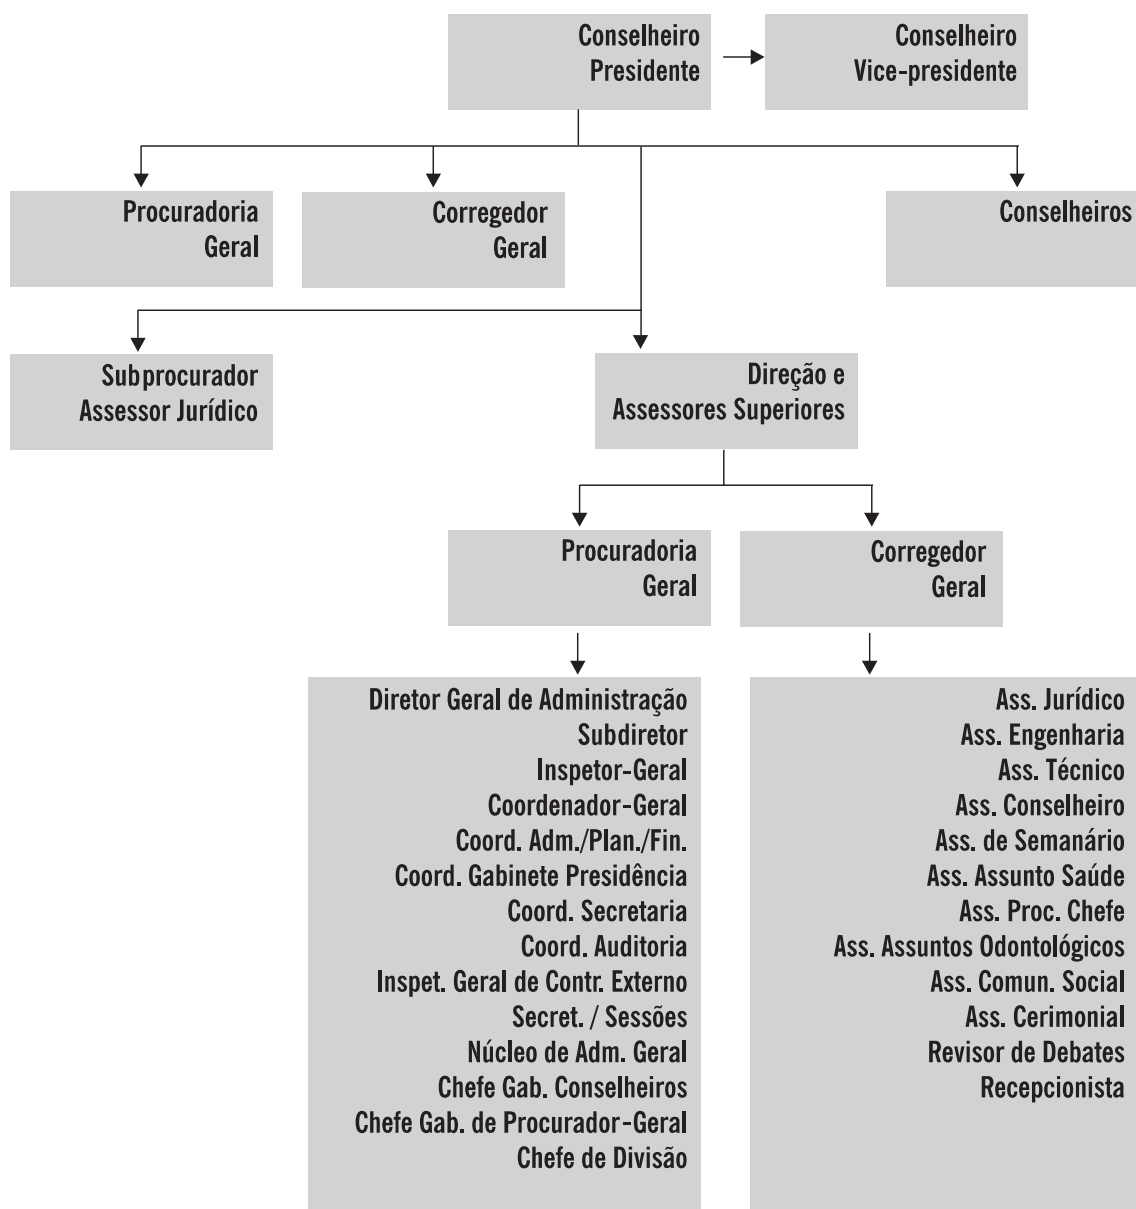 Conselheiro
Presidente
Conselheiro
Vice-presidente
Procuradoria
Geral
Corregedor
Geral
Conselheiros
Subprocurador
Assessor Jurídico
Direção e
Assessores Superiores
Procuradoria
Geral
Corregedor
Geral
Diretor Geral de Administração
Subdiretor
Inspetor-Geral
Coordenador-Geral
Coord. Adm./Plan./Fin.
Coord. Gabinete Presidência
Coord. Secretaria
Coord. Auditoria
Inspet. Geral de Contr. Externo
Secret. / Sessões
Núcleo de Adm. Geral
Chefe Gab. Conselheiros
Chefe Gab. de Procurador-Geral
Chefe de Divisão
Ass. Jurídico
Ass. Engenharia
Ass. Técnico
Ass. Conselheiro
Ass. de Semanário
Ass. Assunto Saúde
Ass. Proc. Chefe
Ass. Assuntos Odontológicos
Ass. Comun. Social
Ass. Cerimonial
Revisor de Debates
Recepcionista